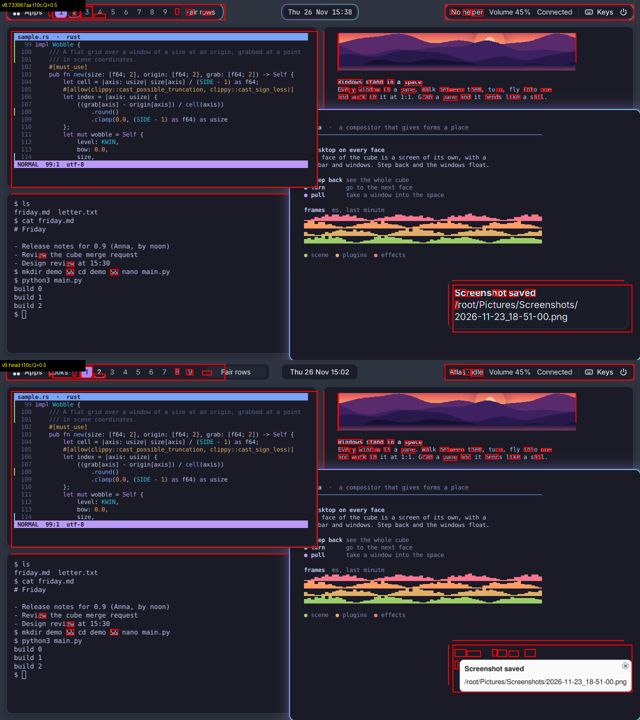 v8 733967ea f10c:Q+0.5
Apps 1 2 3 4 5 6 7 8 Fair rows
Thu 26 Nov 15:38
No helper Volume 45% Connected Keys
sample.rs · rust
99 impl Wobble {
100 /// A flat grid over a window of a size at an origin, grabbed at a point
101 /// in scene coordinates.
102 #[must_use]
103 pub fn new(size: [f64; 2], origin: [f64; 2], grab: [f64; 2]) -> Self {
104 let cell = |axis: usize| size[axis] / (SIDE - 1) as f64;
105 #[allow(clippy::cast_possible_truncation, clippy::cast_sign_loss)]
106 let index = |axis: usize| {
107 ((grab[axis] - origin[axis]) / cell(axis))
108 .round()
109 .clamp(0.0, (SIDE - 1) as f64) as usize
110 };
111 let mut wobble = Self {
112 level: KWIN,
113 bow: 0.0,
114 size,
NORMAL 99:1 utf-8
Windows stand in a space
Every window is a pane. Walk between them, turn, fly into one
and work in it at 1:1. Grab a pane and it bends like a sail.
a · a compositor that gives forms a place
sktop on every face
face of the cube is a screen of its own, with a
bar and windows. Step back and the windows float.
tep back see the whole cube
turn go to the next face
pull take a window into the space
frames ms, last minute
scene plugins effects
$ ls
friday.md letter.txt
$ cat friday.md
# Friday
- Release notes for 0.9 (Anna, by noon)
- Review the cube merge request
- Design review at 15:30
$ mkdir demo && cd demo && nano main.py
$ python3 main.py
build 0
build 1
build 2
$
Screenshot saved
/root/Pictures/Screenshots/
2026-11-23_18-51-00.png
v9 head f10c:Q+0.5
Apps 1 2 3 4 5 6 7 8 9 Fair rows
Thu 26 Nov 15:02
Atlas idle Volume 45% Connected Keys
sample.rs · rust
99 impl Wobble {
100 /// A flat grid over a window of a size at an origin, grabbed at a point
101 /// in scene coordinates.
102 #[must_use]
103 pub fn new(size: [f64; 2], origin: [f64; 2], grab: [f64; 2]) -> Self {
104 let cell = |axis: usize| size[axis] / (SIDE - 1) as f64;
105 #[allow(clippy::cast_possible_truncation, clippy::cast_sign_loss)]
106 let index = |axis: usize| {
107 ((grab[axis] - origin[axis]) / cell(axis))
108 .round()
109 .clamp(0.0, (SIDE - 1) as f64) as usize
110 };
111 let mut wobble = Self {
112 level: KWIN,
113 bow: 0.0,
114 size,
NORMAL 99:1 utf-8
Windows stand in a space
Every window is a pane. Walk between them, turn, fly into one
and work in it at 1:1. Grab a pane and it bends like a sail.
a · a compositor that gives forms a place
sktop on every face
face of the cube is a screen of its own, with a
bar and windows. Step back and the windows float.
tep back see the whole cube
turn go to the next face
pull take a window into the space
frames ms, last minute
scene plugins effects
$ ls
friday.md letter.txt
$ cat friday.md
# Friday
- Release notes for 0.9 (Anna, by noon)
- Review the cube merge request
- Design review at 15:30
$ mkdir demo && cd demo && nano main.py
$ python3 main.py
build 0
build 1
build 2
$
Screenshot saved
/root/Pictures/Screenshots/2026-11-23_18-51-00.png